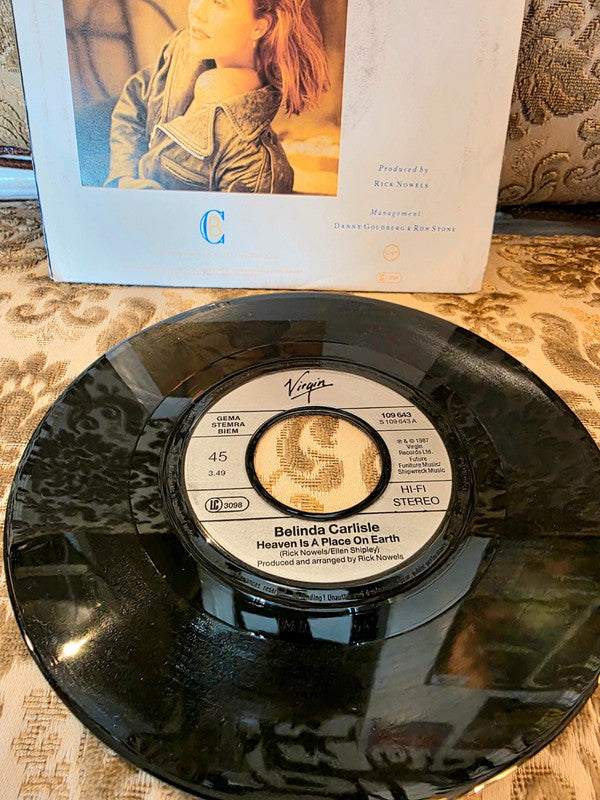 Produced by
RICK NOWELS
Management
DANNY GOLDBERG & RON STONE
CB
Virgin
GEMA
STEMRA
BIEM
109 643
S 109 643 A
45
3.49
℗ & © 1987
Virgin
Records Ltd.
Future
Furniture Music/
Shipwreck Music
LC 3098
HI-FI
STEREO
Belinda Carlisle
Heaven Is A Place On Earth
(Rick Nowels/Ellen Shipley)
Produced and arranged by Rick Nowels